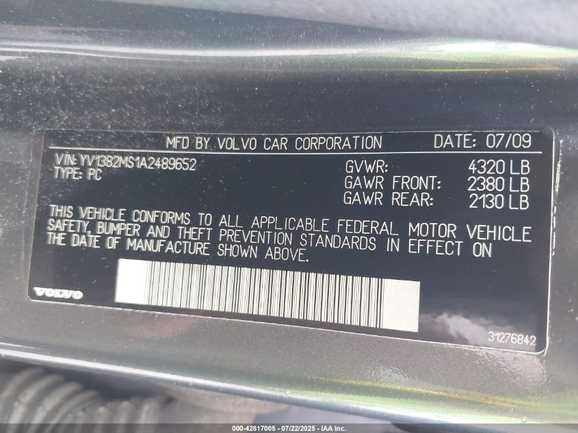 MFD BY VOLVO CAR CORPORATION DATE: 07/09
VIN: YV1382MS1A2489652 GVWR: 4320 LB
TYPE: PC GAWR FRONT: 2380 LB
GAWR REAR: 2130 LB
THIS VEHICLE CONFORMS TO ALL APPLICABLE FEDERAL MOTOR VEHICLE
SAFETY, BUMPER AND THEFT PREVENTION STANDARDS IN EFFECT ON
THE DATE OF MANUFACTURE SHOWN ABOVE.
VOLVO 31276842
000-42817005 - 07/22/2025 - © IAA, Inc.